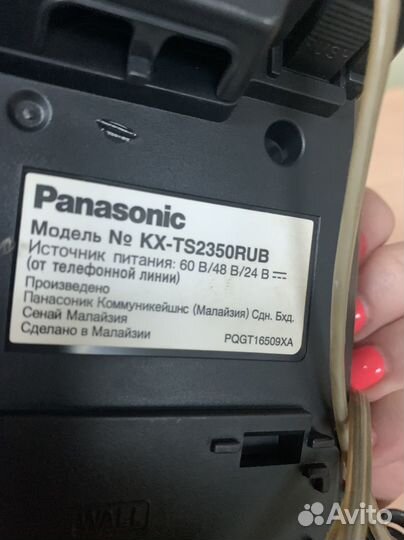 Panasonic
Модель № KX-TS2350RUB
Источник питания: 60 В/48 В/24 В
(от телефонной линии)
Произведено
Панасоник Коммуникейшнс (Малайзия) Сдн. Бхд.
Сенай Малайзия
Сделано в Малайзии
PQGT16509XA
WALL
Avito